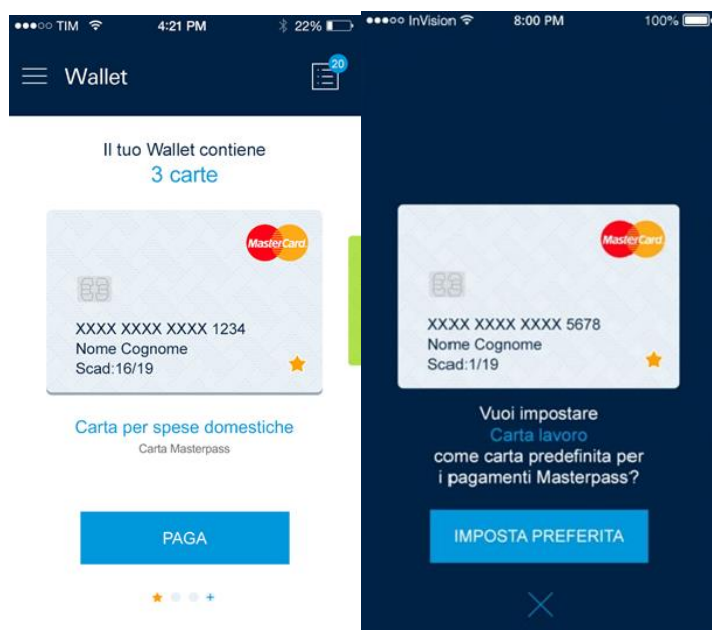 TIM 4:21 PM 22%
Wallet 20
Il tuo Wallet contiene
3 carte
MasterCard
XXXX XXXX XXXX 1234
Nome Cognome
Scad:16/19
Carta per spese domestiche
Carta Masterpass
PAGA
+
InVision 8:00 PM 100%
MasterCard
XXXX XXXX XXXX 5678
Nome Cognome
Scad:1/19
Vuoi impostare
Carta lavoro
come carta predefinita per
i pagamenti Masterpass?
IMPOSTA PREFERITA